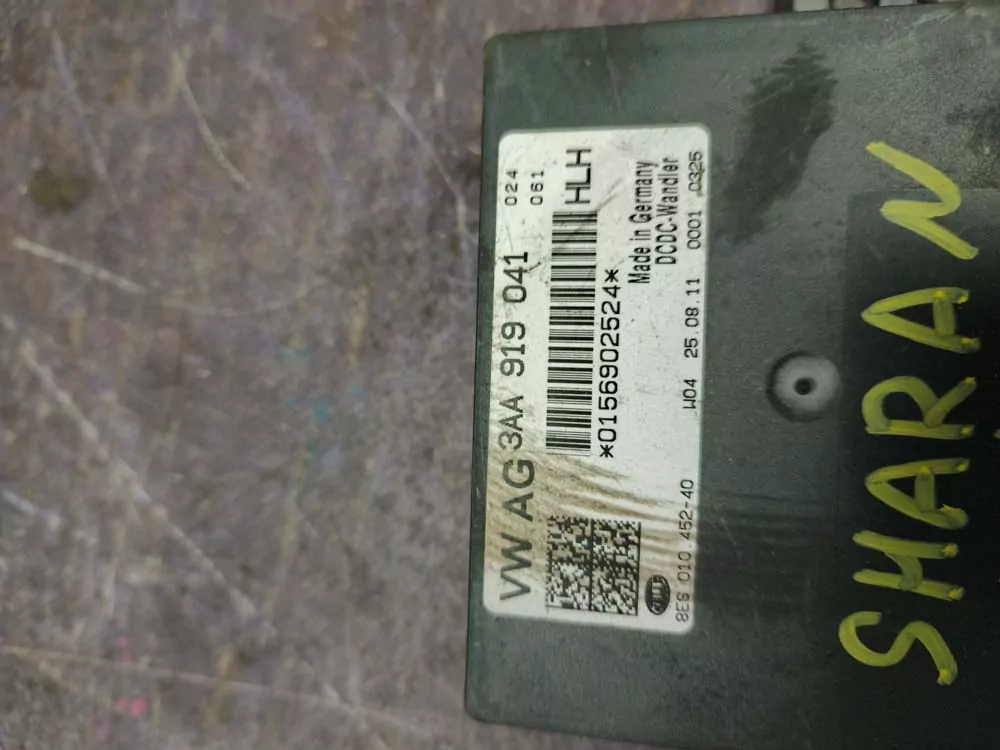 VW AG 3AA 919 041
024
061
HLH
*0156902524*
Made in Germany
DCDC-Wandler
8ES 010.452-40 W04 25.08.11 0001 0325
SHARAN